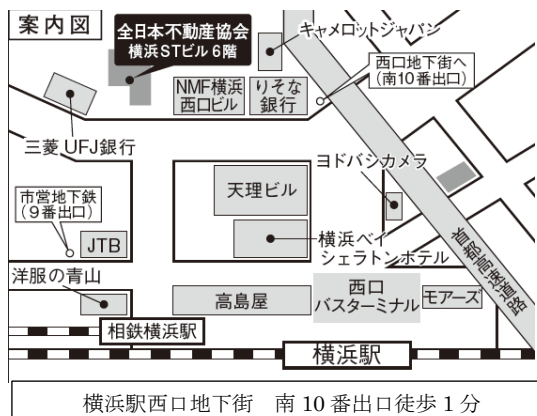 案内図
全日本不動産協会
横浜STビル 6階
キャメロットジャパン
西口地下街へ
(南10番出口)
NMF横浜
西口ビル
りそな
銀行
三菱UFJ銀行
ヨドバシカメラ
天理ビル
市営地下鉄
(9番出口)
JTB
横浜ベイ
シェラトンホテル
首都高速道路
洋服の青山
高島屋
西口
バスターミナル
モアーズ
相鉄横浜駅
横浜駅
横浜駅西口地下街 南10番出口徒歩1分